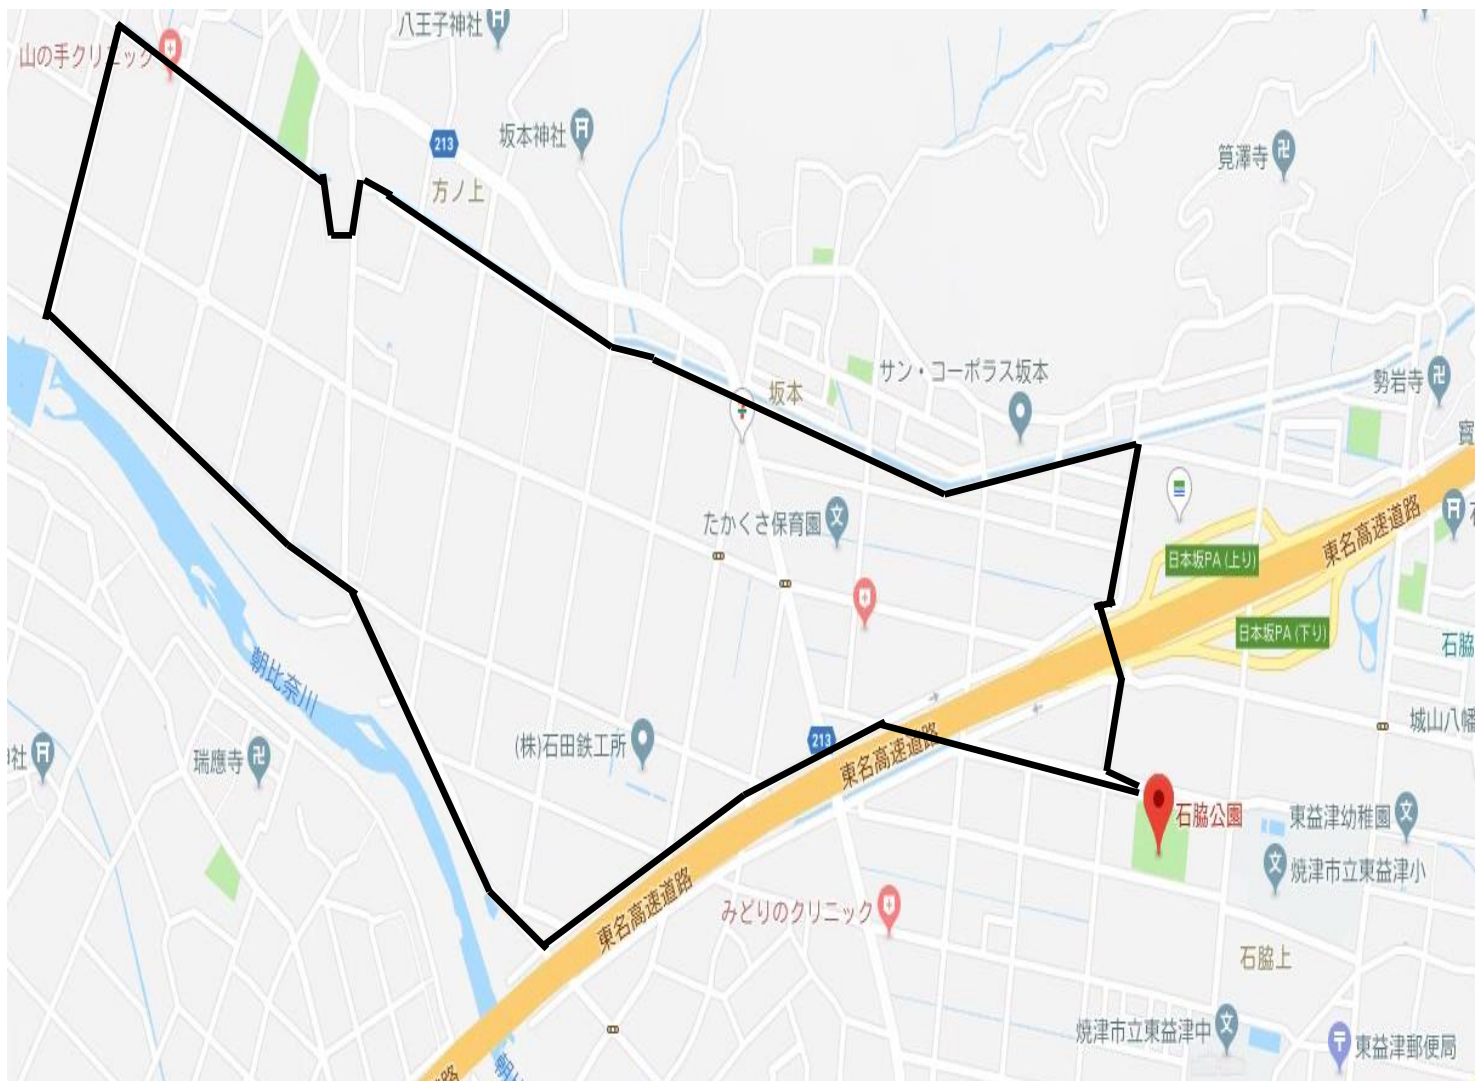 八王子神社
山の手クリニック
213
坂本神社
方ノ上
筧澤寺
サン・コーポラス坂本
坂本
勢岩寺
たかくさ保育園
東名高速道路
日本坂PA (上り)
日本坂PA (下り)
石脇
朝比奈川
城山八幡
(株)石田鉄工所
213
東名高速道路
社
瑞應寺
石脇公園
東益津幼稚園
焼津市立東益津小
東名高速道路
みどりのクリニック
石脇上
焼津市立東益津中
東益津郵便局
路